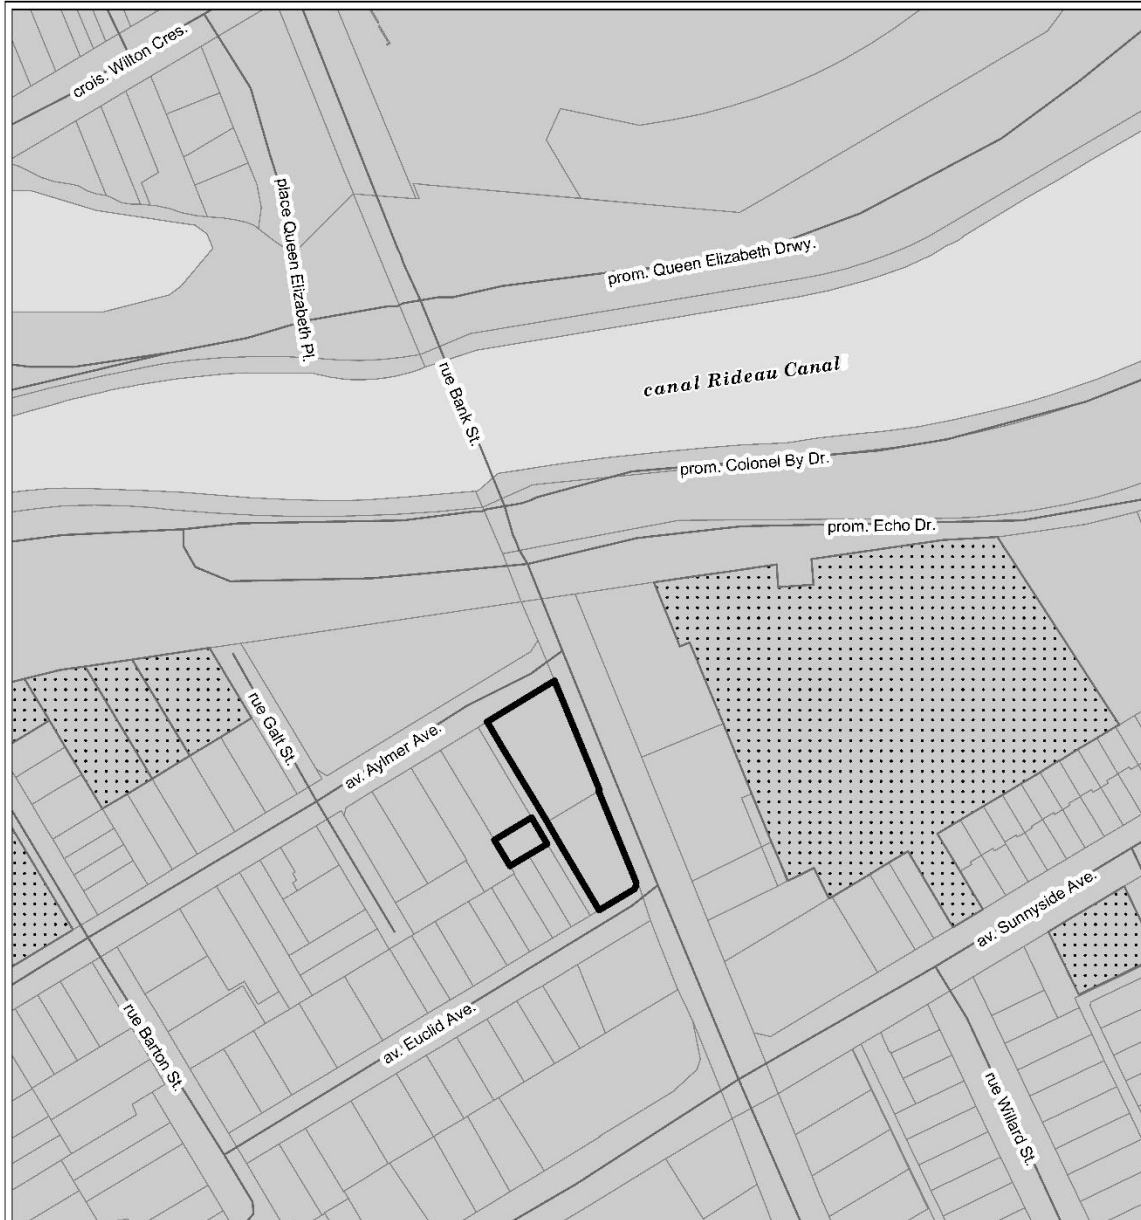 crois. Wilton Cres.
place Queen Elizabeth Pl.
prom. Queen Elizabeth Drwy.
rue Bank St.
canal Rideau Canal
prom. Colonel By Dr.
prom. Echo Dr.
rue Galt St.
av. Aylmer Ave.
av. Sunnyside Ave.
rue Barton St.
av. Euclid Ave.
rue Willard St.